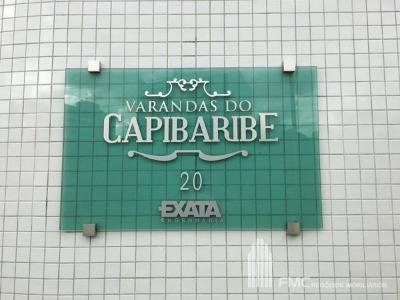 VARANDAS DO
CAPIBARIBE
20
EXATA
ENGENHARIA
FMC
NEGÓCIOS IMOBILIÁRIOS